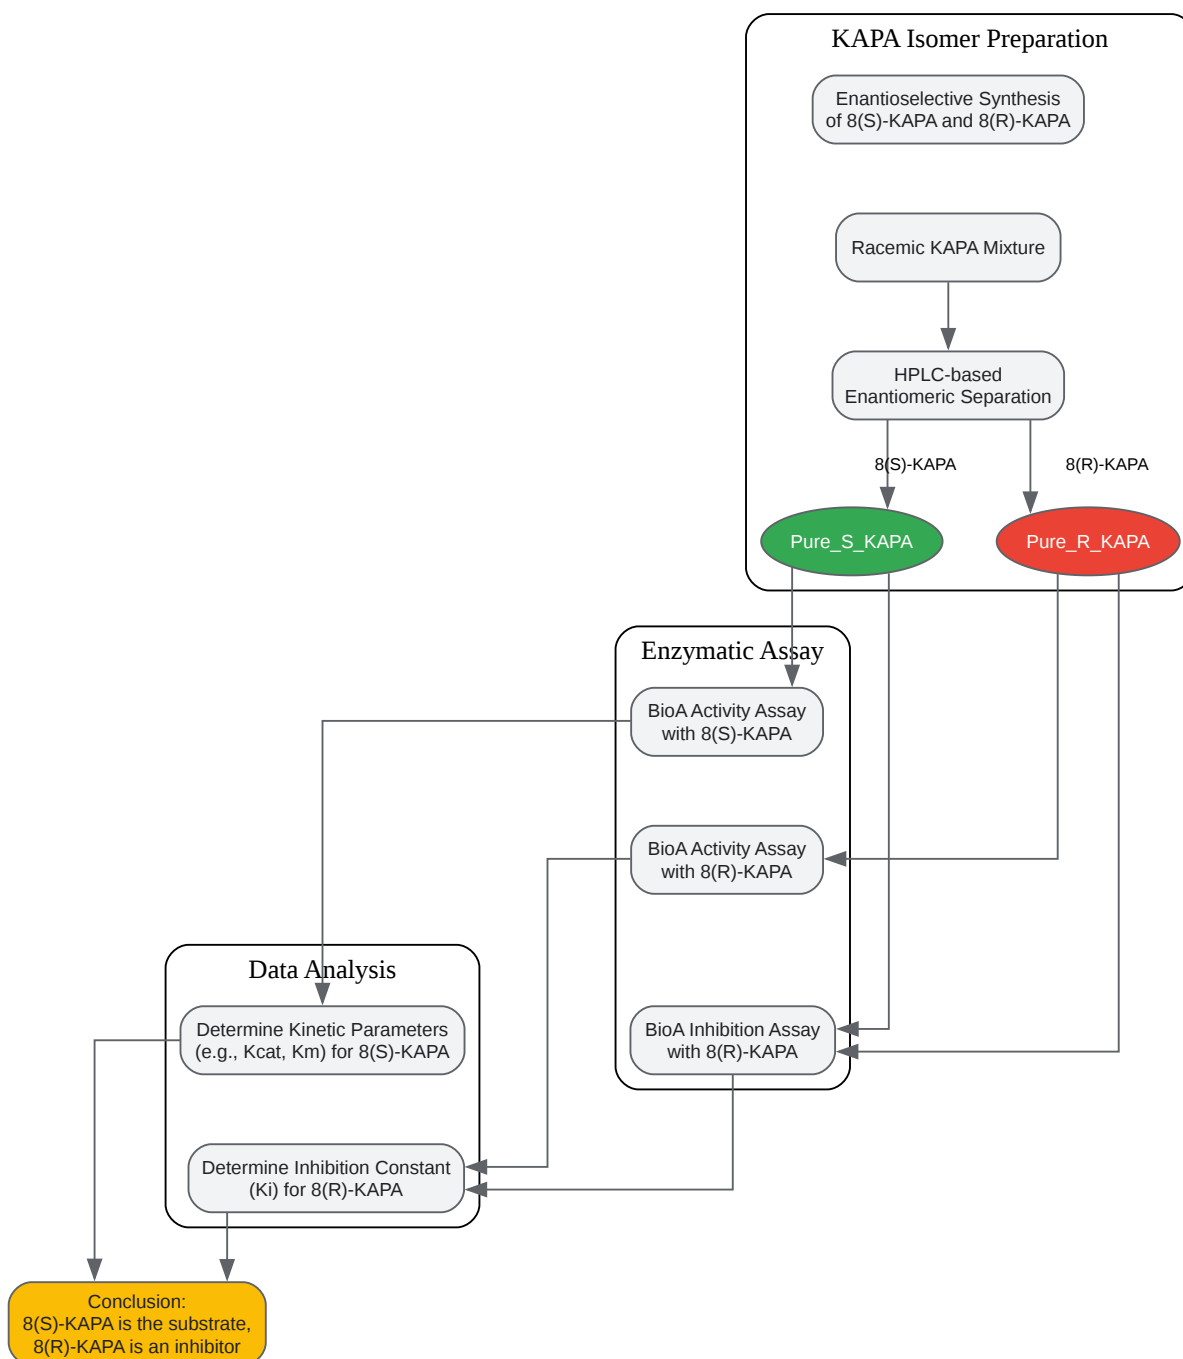 KAPA Isomer Preparation
Enantioselective Synthesis
of 8(S)-KAPA and 8(R)-KAPA
Racemic KAPA Mixture
HPLC-based
Enantiomeric Separation
8(S)-KAPA
8(R)-KAPA
Pure_S_KAPA
Pure_R_KAPA
Enzymatic Assay
BioA Activity Assay
with 8(S)-KAPA
BioA Activity Assay
with 8(R)-KAPA
BioA Inhibition Assay
with 8(R)-KAPA
Data Analysis
Determine Kinetic Parameters
(e.g., Kcat, Km) for 8(S)-KAPA
Determine Inhibition Constant
(Ki) for 8(R)-KAPA
Conclusion:
8(S)-KAPA is the substrate,
8(R)-KAPA is an inhibitor